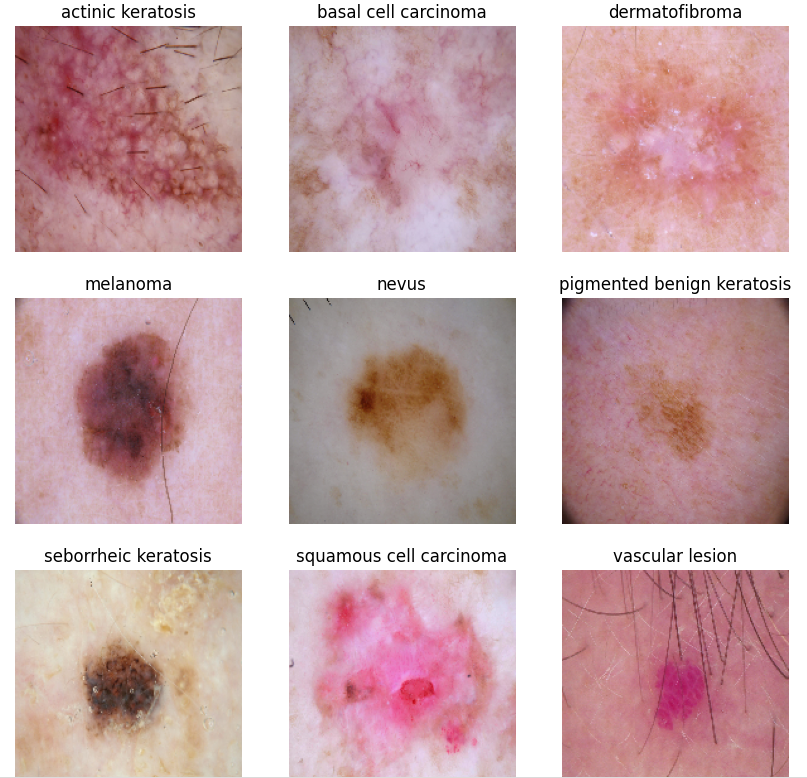 actinic keratosis
basal cell carcinoma
dermatofibroma
melanoma
nevus
pigmented benign keratosis
seborrheic keratosis
squamous cell carcinoma
vascular lesion